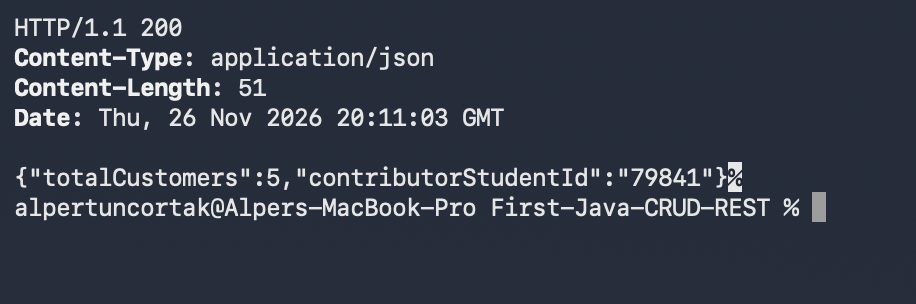 HTTP/1.1 200
Content-Type: application/json
Content-Length: 51
Date: Thu, 26 Nov 2026 20:11:03 GMT
{"totalCustomers":5,"contributorStudentId":"79841"}%
alpertuncortak@Alpers-MacBook-Pro First-Java-CRUD-REST %